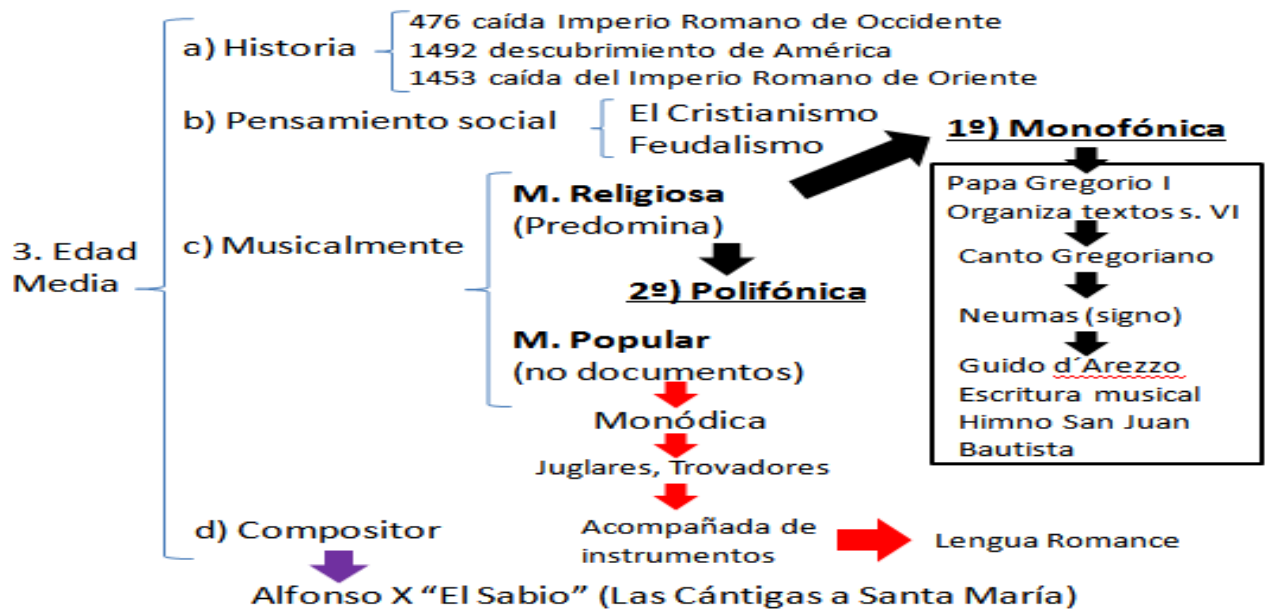 3. Edad
Media
a) Historia
476 caída Imperio Romano de Occidente
1492 descubrimiento de América
1453 caída del Imperio Romano de Oriente
b) Pensamiento social
El Cristianismo
Feudalismo
c) Musicalmente
M. Religiosa
(Predomina)
1º) Monofónica
Papa Gregorio I
Organiza textos s. VI
Canto Gregoriano
Neumas (signo)
Guido d´Arezzo
Escritura musical
Himno San Juan
Bautista
2º) Polifónica
M. Popular
(no documentos)
Monódica
Juglares, Trovadores
Acompañada de
instrumentos
Lengua Romance
d) Compositor
Alfonso X “El Sabio” (Las Cántigas a Santa María)